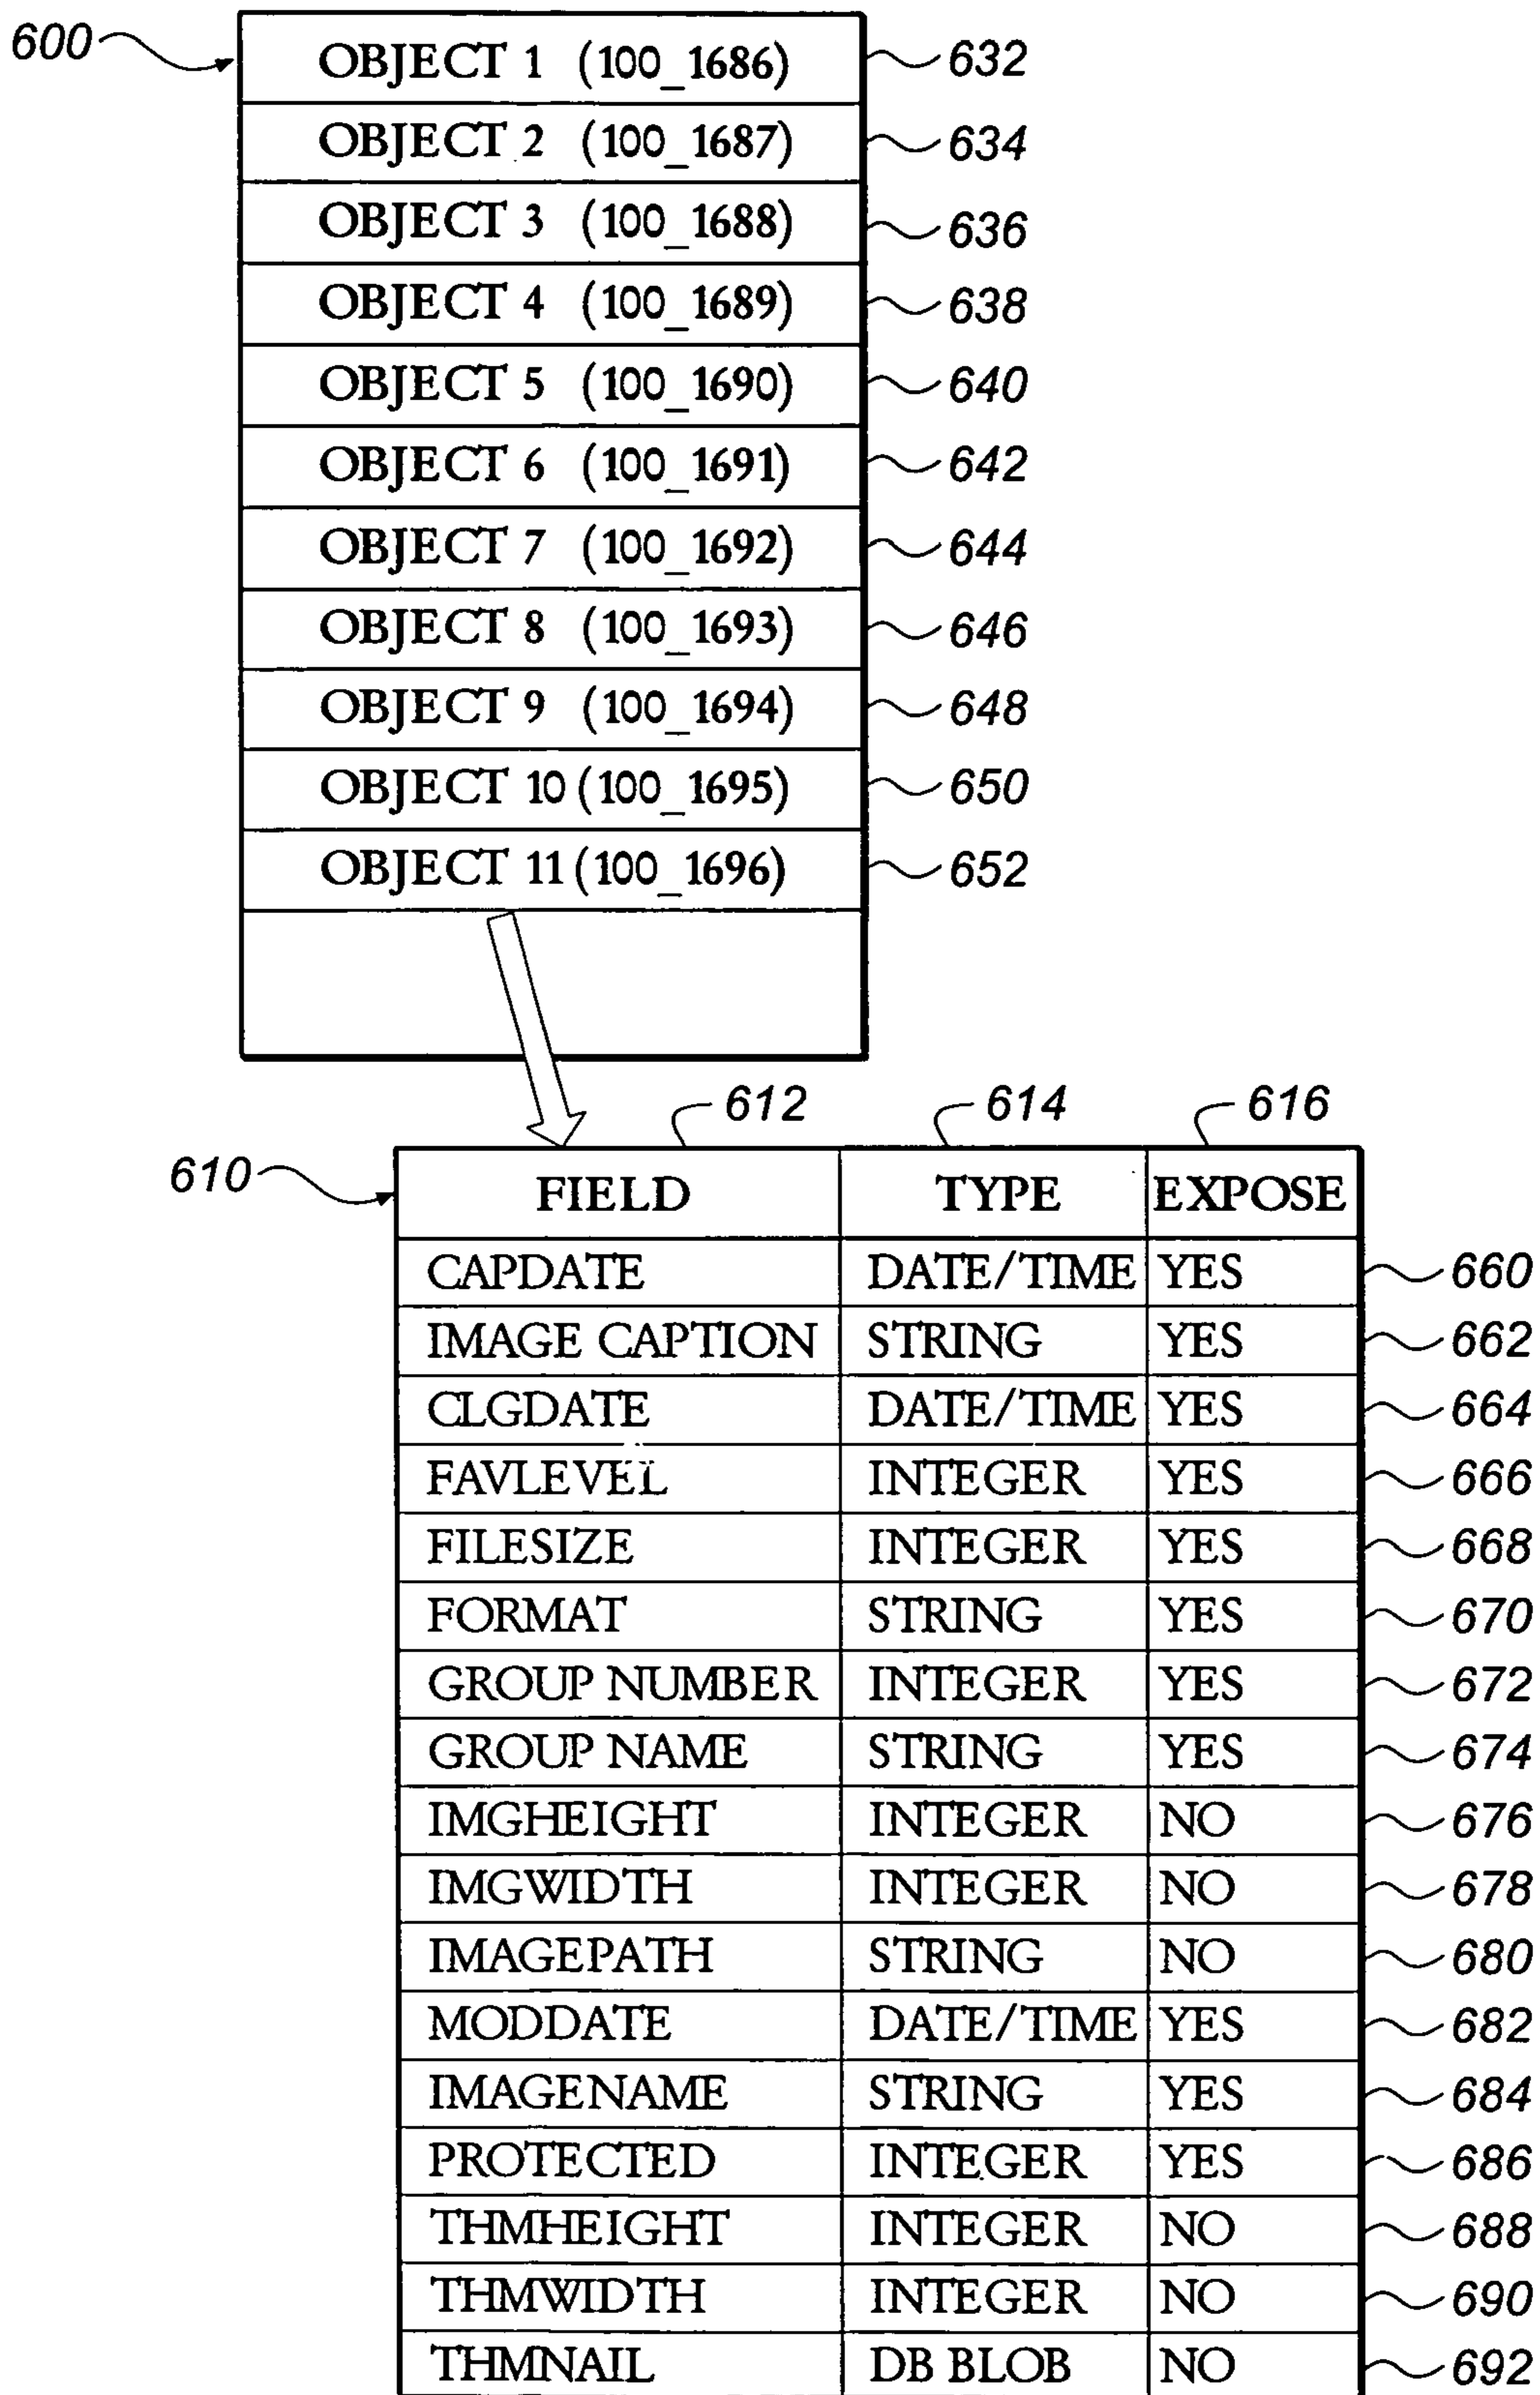 600
OBJECT 1 (100_1686) 632
OBJECT 2 (100_1687) 634
OBJECT 3 (100_1688) 636
OBJECT 4 (100_1689) 638
OBJECT 5 (100_1690) 640
OBJECT 6 (100_1691) 642
OBJECT 7 (100_1692) 644
OBJECT 8 (100_1693) 646
OBJECT 9 (100_1694) 648
OBJECT 10 (100_1695) 650
OBJECT 11 (100_1696) 652
612 614 616
610 FIELD TYPE EXPOSE
CAPDATE DATE/TIME YES 660
IMAGE CAPTION STRING YES 662
CLGDATE DATE/TIME YES 664
FAVLEVEL INTEGER YES 666
FILESIZE INTEGER YES 668
FORMAT STRING YES 670
GROUP NUMBER INTEGER YES 672
GROUP NAME STRING YES 674
IMGHEIGHT INTEGER NO 676
IMGWIDTH INTEGER NO 678
IMAGEPATH STRING NO 680
MODDATE DATE/TIME YES 682
IMAGENAME STRING YES 684
PROTECTED INTEGER YES 686
THMHEIGHT INTEGER NO 688
THMWIDTH INTEGER NO 690
THMNAIL DB BLOB NO 692